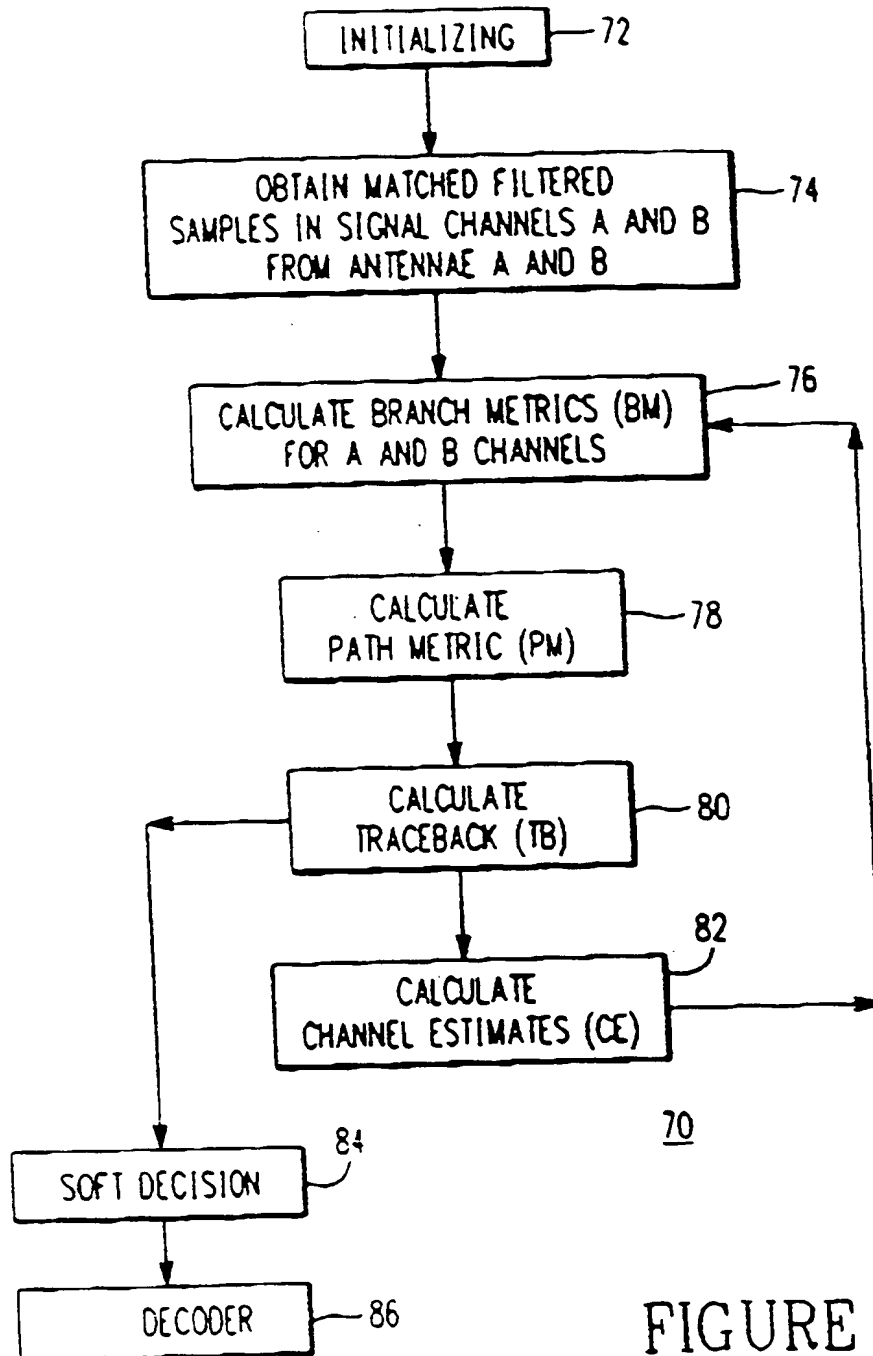 INITIALIZING
72
OBTAIN MATCHED FILTERED
SAMPLES IN SIGNAL CHANNELS A AND B
FROM ANTENNAE A AND B
74
76
CALCULATE BRANCH METRICS (BM)
FOR A AND B CHANNELS
CALCULATE
PATH METRIC (PM)
78
CALCULATE
TRACEBACK (TB)
80
82
CALCULATE
CHANNEL ESTIMATES (CE)
70
84
SOFT DECISION
DECODER
86
FIGURE